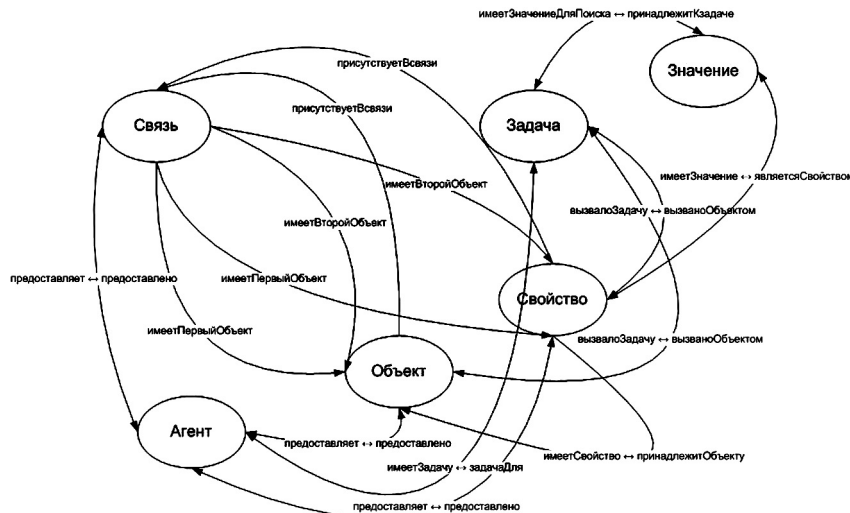 имеетЗначениеДляПоиска ↔ принадлежитКзадаче
присутствуетВсвязи
Значение
присутствуетВсвязи
Связь
Задача
имеетЗначение ↔ являетсяСвойством
имеетВторойОбъект
вызвалоЗадачу ↔ вызваноОбъектом
имеетВторойОбъект
предоставляет ↔ предоставлено
имеетПервыйОбъект
Свойство
имеетПервыйОбъект
вызвалоЗадачу ↔ вызваноОбъектом
Объект
Агент
предоставляет ↔ предоставлено
имеетСвойство ↔ принадлежитОбъекту
имеетЗадачу ↔ задачаДля
предоставляет ↔ предоставлено